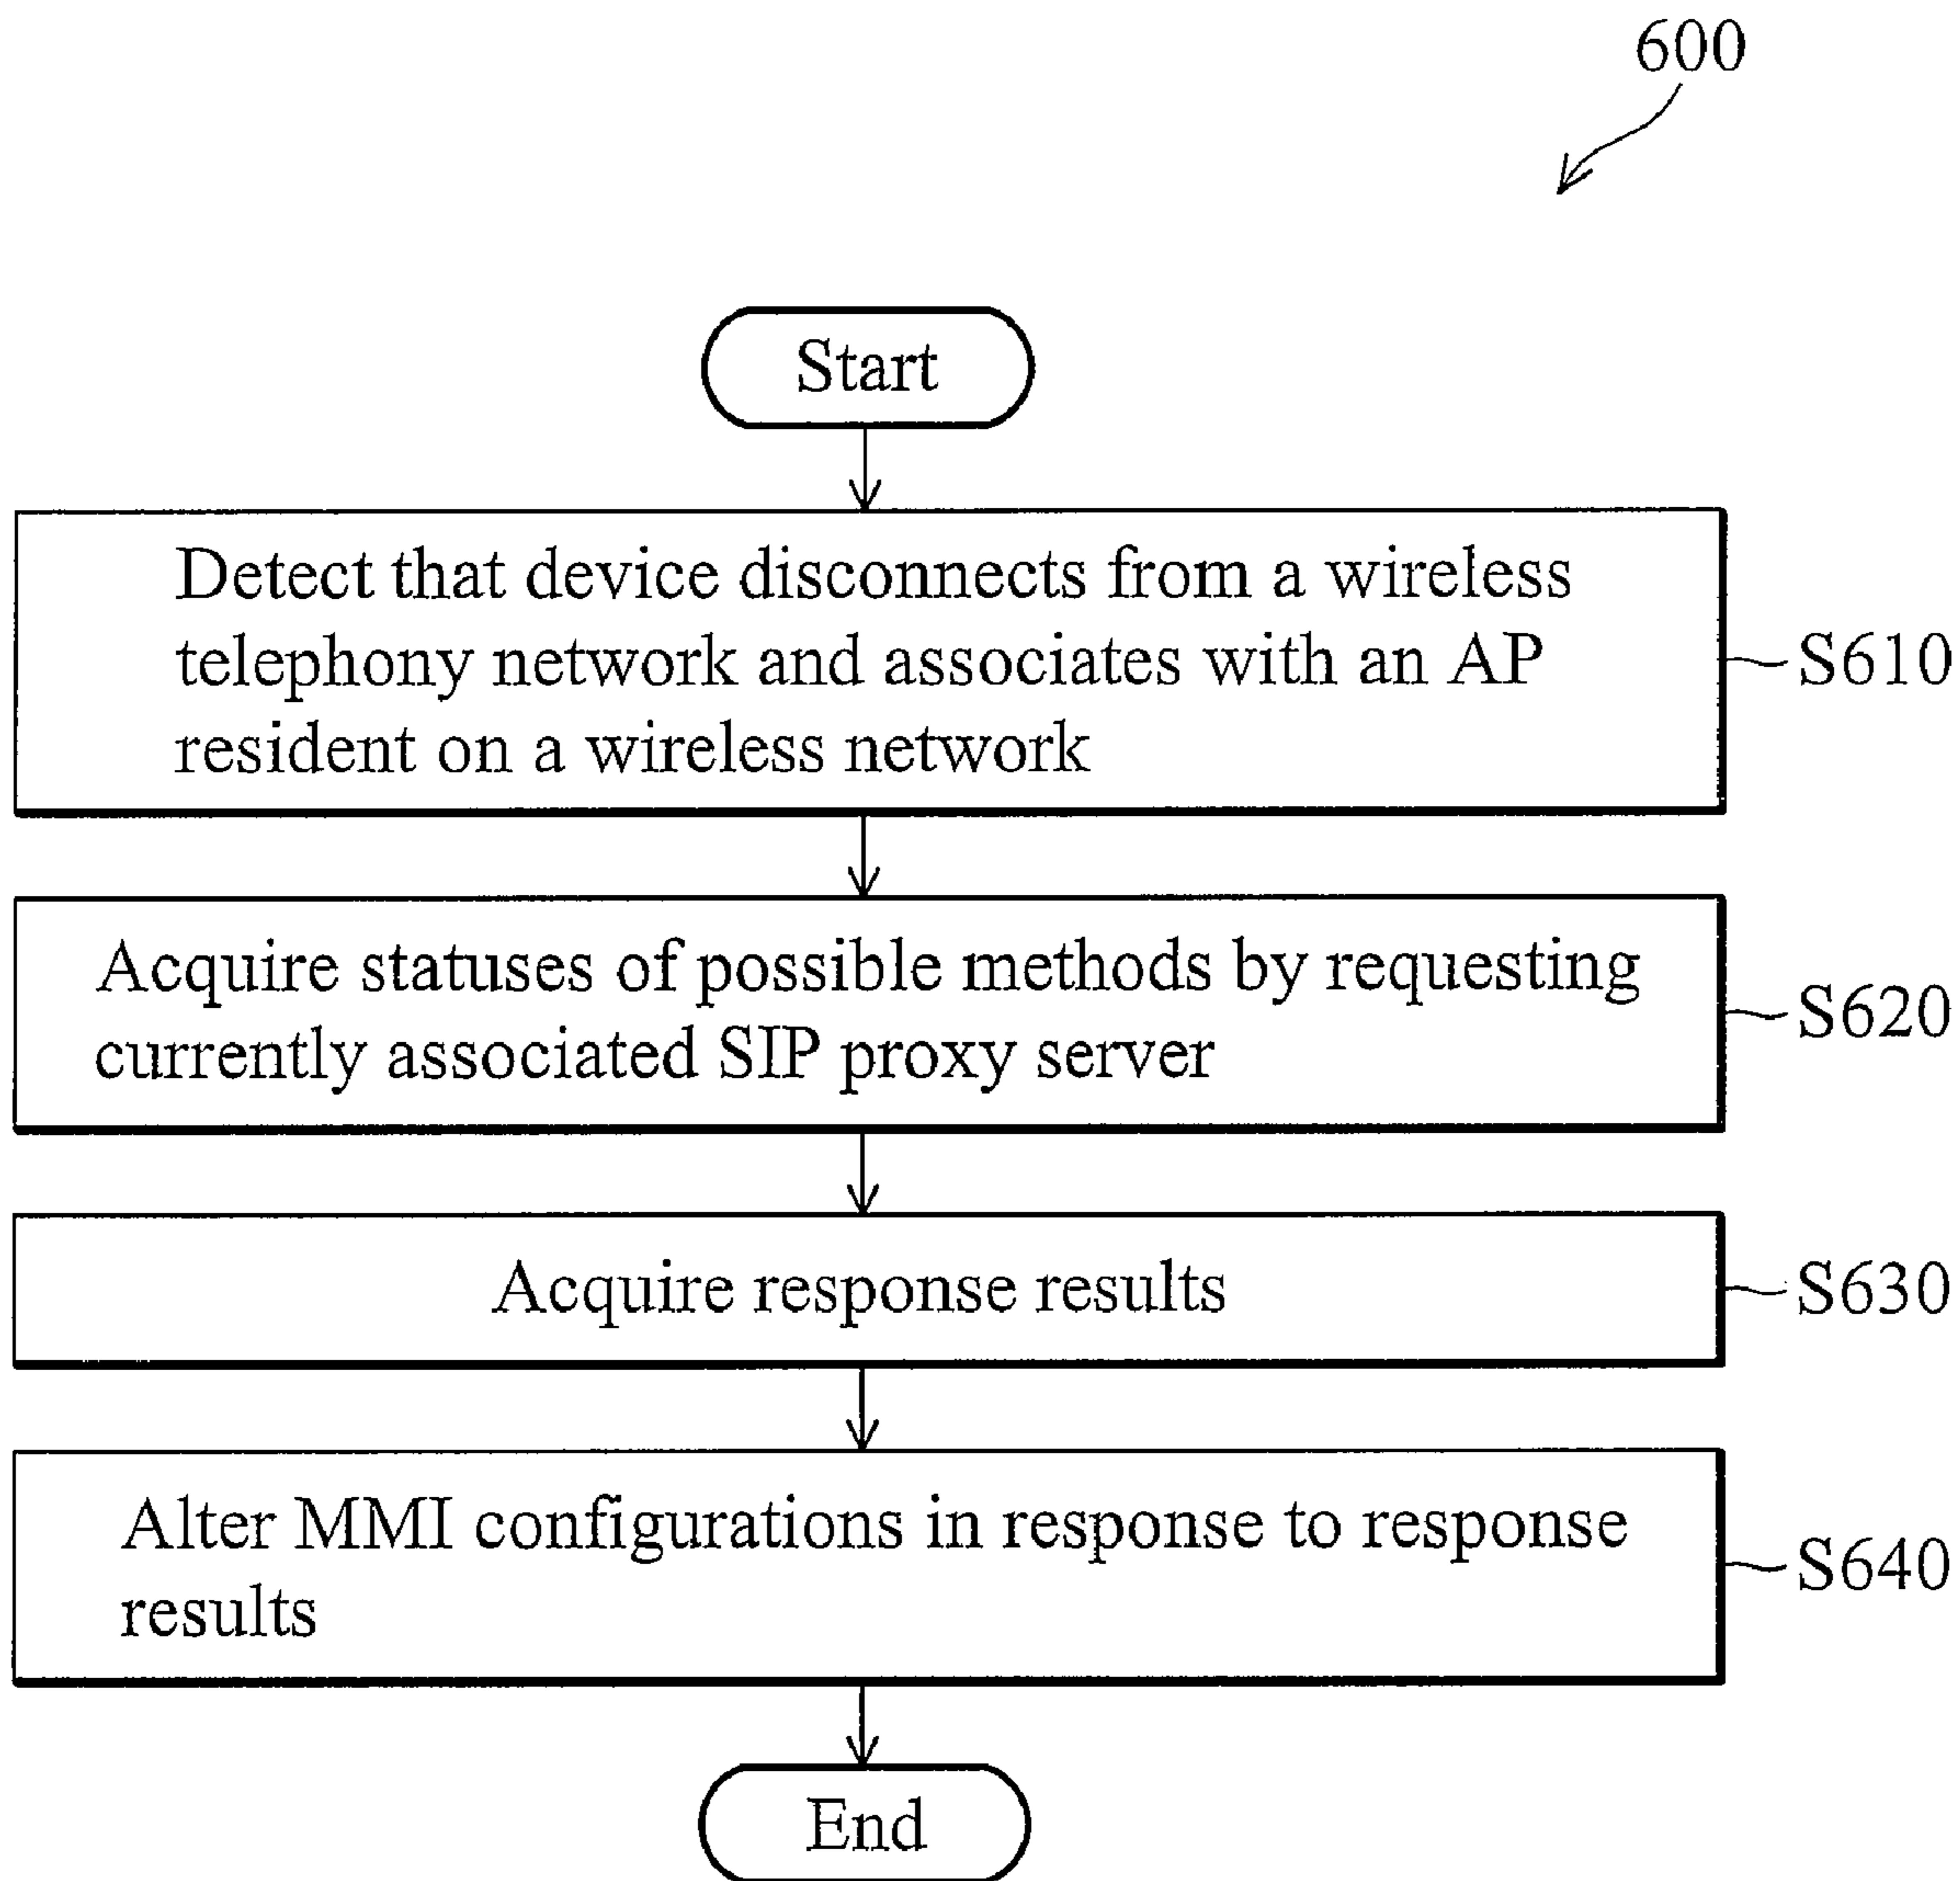 600
Start
Detect that device disconnects from a wireless
telephony network and associates with an AP
resident on a wireless network
S610
Acquire statuses of possible methods by requesting
currently associated SIP proxy server
S620
Acquire response results
S630
Alter MMI configurations in response to response
results
S640
End